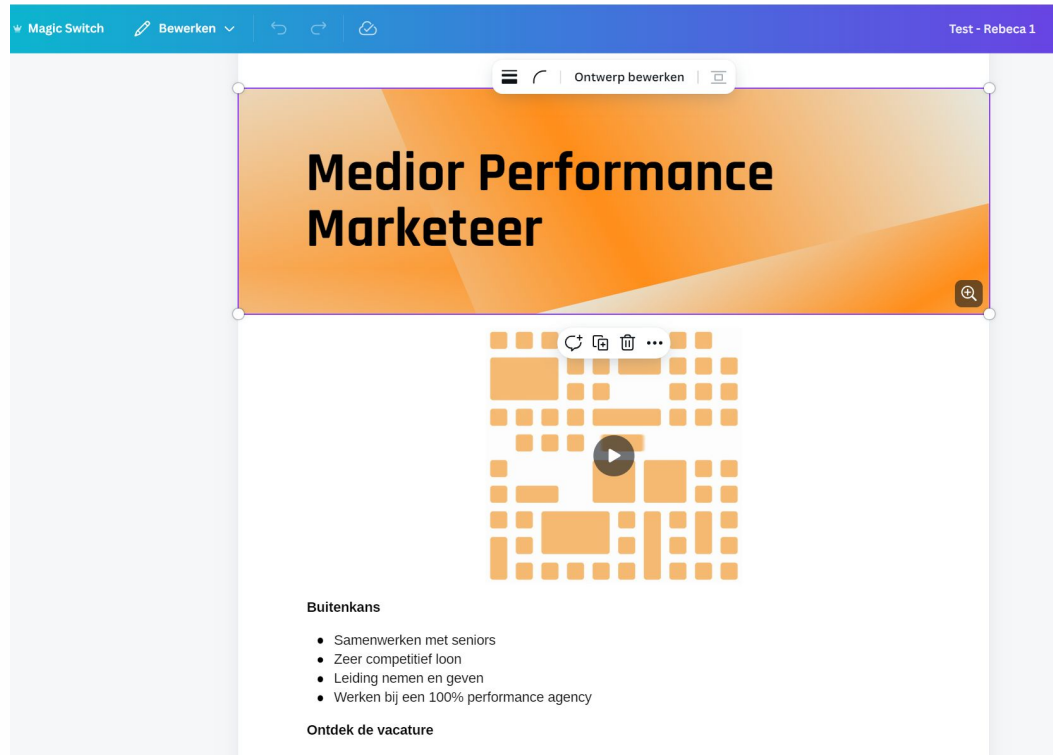 Magic Switch
Bewerken
Test - Rebeca 1
Ontwerp bewerken
Medior Performance
Marketeer
Buitenkans
● Samenwerken met seniors
● Zeer competitief loon
● Leiding nemen en geven
● Werken bij een 100% performance agency
Ontdek de vacature